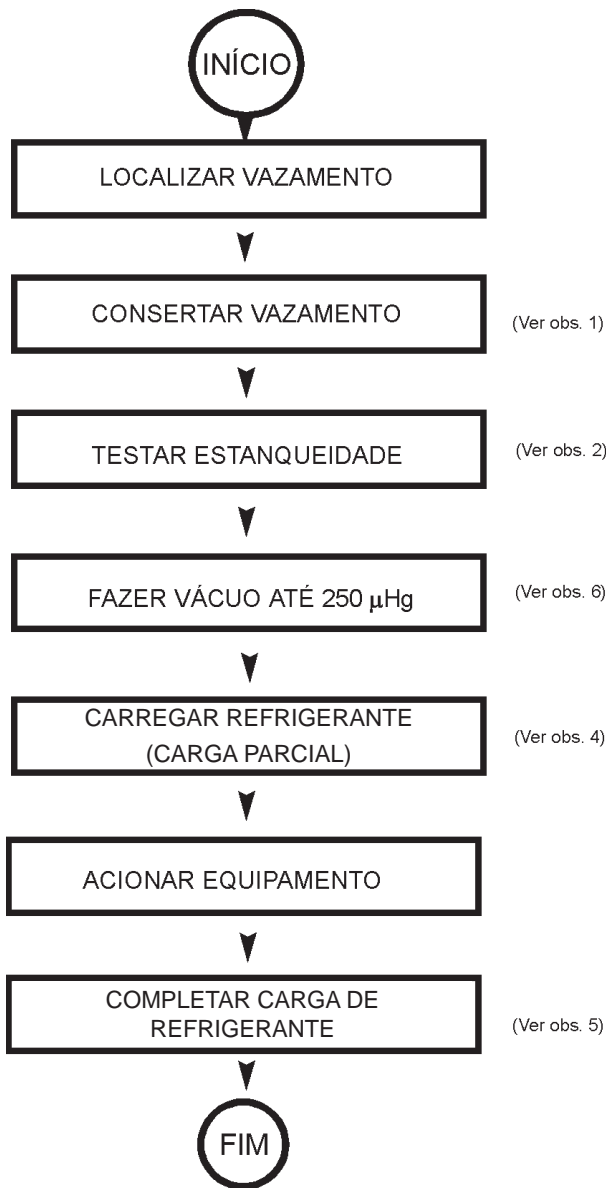 INÍCIO
LOCALIZAR VAZAMENTO
CONSERTAR VAZAMENTO
(Ver obs. 1)
TESTAR ESTANQUEIDADE
(Ver obs. 2)
FAZER VÁCUO ATÉ 250 µHg
(Ver obs. 6)
CARREGAR REFRIGERANTE
(CARGA PARCIAL)
(Ver obs. 4)
ACIONAR EQUIPAMENTO
COMPLETAR CARGA DE
REFRIGERANTE
(Ver obs. 5)
FIM